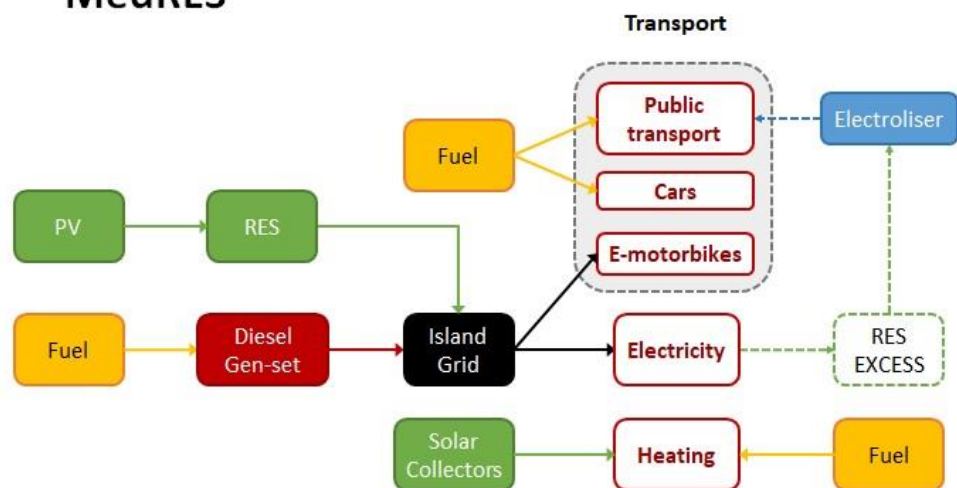 MedRES
Transport
Public
transport
Electroliser
Fuel
Cars
PV
RES
E-motorbikes
Fuel
Diesel
Gen-set
Island
Grid
Electricity
RES
EXCESS
Solar
Collectors
Heating
Fuel